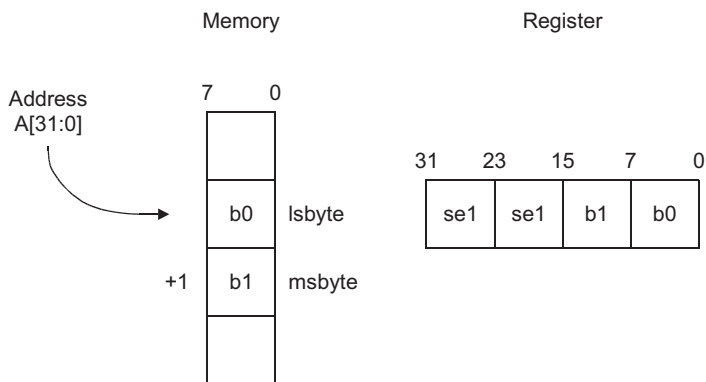 Memory
Register
7 0
Address
A[31:0]
31 23 15 7 0
b0 lsbyte
se1 se1 b1 b0
+1 b1 msbyte